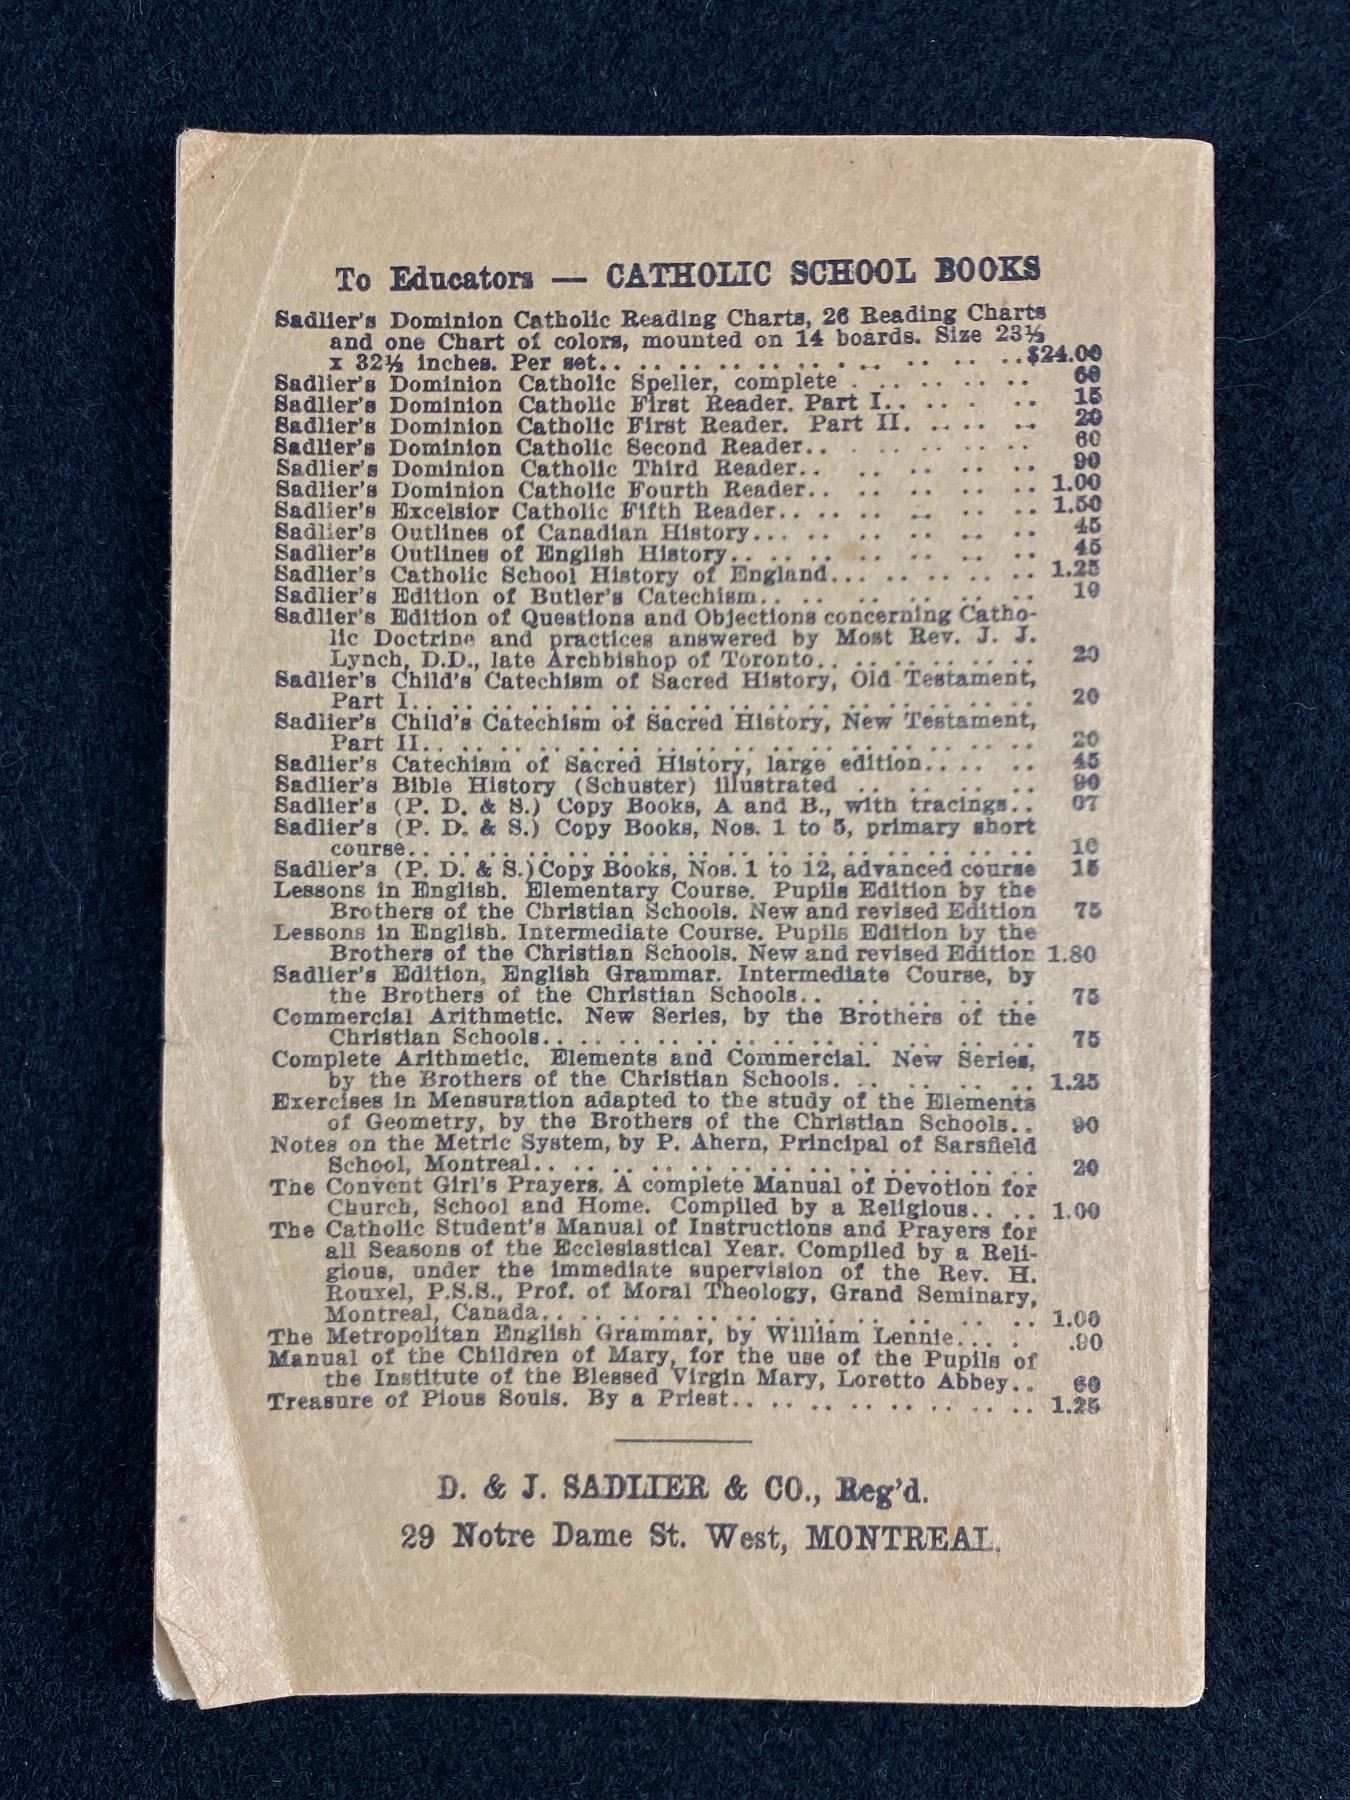 To Educators — CATHOLIC SCHOOL BOOKS
Sadlier's Dominion Catholic Reading Charts, 26 Reading Charts
and one Chart of colors, mounted on 14 boards. Size 23½
x 32½ inches. Per set.. .. .. .. .. .. .. .. .. .. ..$24.00
Sadlier's Dominion Catholic Speller, complete . .. .. .. .. 60
Sadlier's Dominion Catholic First Reader. Part I.. .. . .. 15
Sadlier's Dominion Catholic First Reader. Part II. .. .. .. 20
Sadlier's Dominion Catholic Second Reader.. . .. .. .. .. 60
Sadlier's Dominion Catholic Third Reader.. .. .. .. .. 90
Sadlier's Dominion Catholic Fourth Reader.. .. .. .. .. 1.00
Sadlier's Excelsior Catholic Fifth Reader.. .. .. .. .. .. 1.50
Sadlier's Outlines of Canadian History... .. .. .. .. .. 45
Sadlier's Outlines of English History.. .. .. .. .. .. .. 45
Sadlier's Catholic School History of England... .. .. .. .. 1.25
Sadlier's Edition of Butler's Catechism.. .. .. .. .. .. .. 10
Sadlier's Edition of Questions and Objections concerning Catho-
lic Doctrine and practices answered by Most Rev. J. J.
Lynch, D.D., late Archbishop of Toronto.. .. .. .. .. .. 20
Sadlier's Child's Catechism of Sacred History, Old Testament,
Part I.. .. .. .. .. .. .. .. .. .. .. .. .. .. .. .. 20
Sadlier's Child's Catechism of Sacred History, New Testament,
Part II.. .. .. .. .. .. .. .. .. .. .. .. .. .. .. .. 20
Sadlier's Catechism of Sacred History, large edition.. .. .. 45
Sadlier's Bible History (Schuster) illustrated .. .. .. .. .. 90
Sadlier's (P. D. & S.) Copy Books, A and B., with tracings.. 07
Sadlier's (P. D. & S.) Copy Books, Nos. 1 to 5, primary short
course.. .. .. .. .. .. .. .. .. .. .. .. .. .. .. .. 10
Sadlier's (P. D. & S.) Copy Books, Nos. 1 to 12, advanced course 15
Lessons in English. Elementary Course. Pupils Edition by the
Brothers of the Christian Schools. New and revised Edition 75
Lessons in English. Intermediate Course. Pupils Edition by the
Brothers of the Christian Schools. New and revised Edition 1.80
Sadlier's Edition, English Grammar. Intermediate Course, by
the Brothers of the Christian Schools.. .. .. .. .. .. 75
Commercial Arithmetic. New Series, by the Brothers of the
Christian Schools.. .. .. .. .. .. .. .. .. .. .. .. .. 75
Complete Arithmetic. Elements and Commercial. New Series,
by the Brothers of the Christian Schools. .. .. .. .. .. 1.25
Exercises in Mensuration adapted to the study of the Elements
of Geometry, by the Brothers of the Christian Schools.. 90
Notes on the Metric System, by P. Ahern, Principal of Sarsfield
School, Montreal.. .. .. .. .. .. .. .. .. .. .. .. .. 20
The Convent Girl's Prayers. A complete Manual of Devotion for
Church, School and Home. Compiled by a Religious.. .. 1.00
The Catholic Student's Manual of Instructions and Prayers for
all Seasons of the Ecclesiastical Year. Compiled by a Reli-
gious, under the immediate supervision of the Rev. H.
Rouxel, P.S.S., Prof. of Moral Theology, Grand Seminary,
Montreal, Canada.. .. .. .. .. .. .. .. .. .. .. .. .. 1.00
The Metropolitan English Grammar, by William Lennie... . .90
Manual of the Children of Mary, for the use of the Pupils of
the Institute of the Blessed Virgin Mary, Loretto Abbey.. 60
Treasure of Pious Souls. By a Priest.. .. .. .. .. .. .. .. 1.25
D. & J. SADLIER & CO., Reg'd.
29 Notre Dame St. West, MONTREAL.